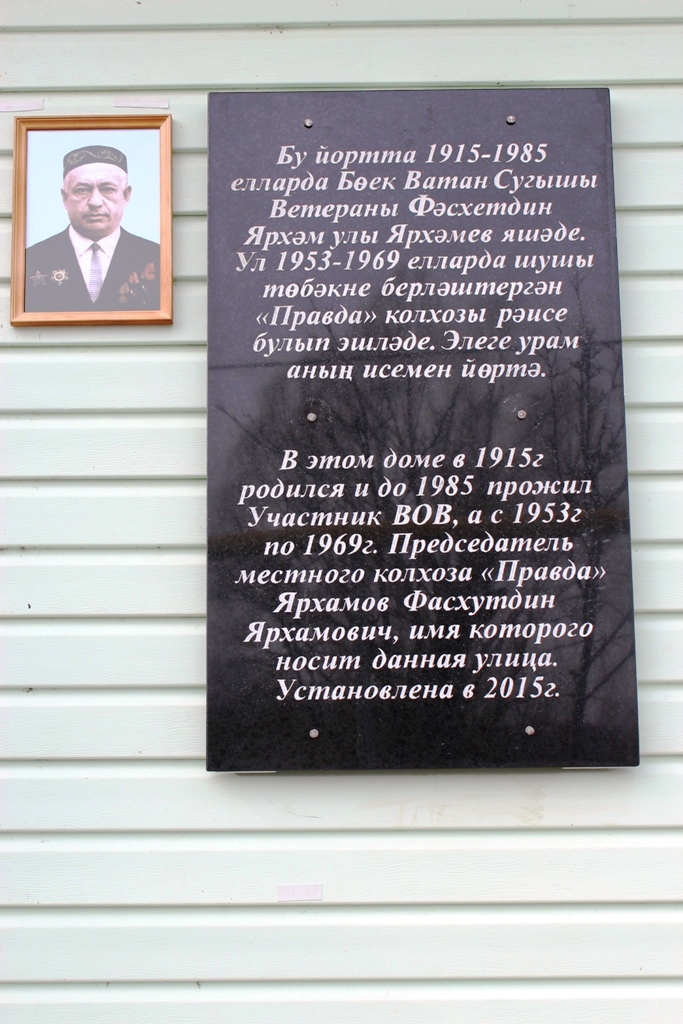 Бу йортта 1915-1985
елларда Бөек Ватан Сугышы
Ветераны Фәсхетдин
Ярхәм улы Ярхәмев яшәде.
Ул 1953-1969 елларда шушы
төбәкне берләштергән
«Правда» колхозы рәисе
булып эшләде. Элеге урам
аның исемен йөртә.
В этом доме в 1915г
родился и до 1985 прожил
Участник ВОВ, а с 1953г
по 1969г. Председатель
местного колхоза «Правда»
Ярхамов Фасхутдин
Ярхамович, имя которого
носит данная улица.
Установлена в 2015г.